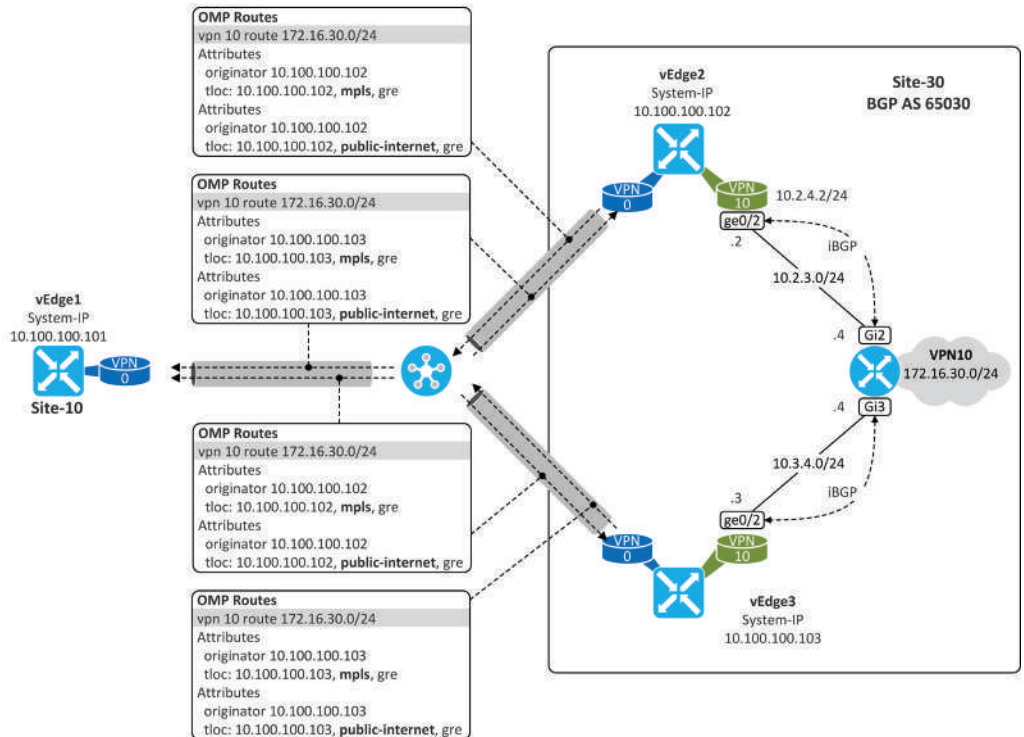 OMP Routes
vpn 10 route 172.16.30.0/24
Attributes
originator 10.100.100.102
tloc: 10.100.100.102, mpls, gre
Attributes
originator 10.100.100.102
tloc: 10.100.100.102, public-internet, gre
OMP Routes
vpn 10 route 172.16.30.0/24
Attributes
originator 10.100.100.103
tloc: 10.100.100.103, mpls, gre
Attributes
originator 10.100.100.103
tloc: 10.100.100.103, public-internet, gre
vEdge1
System-IP
10.100.100.101
VPN
0
Site-10
OMP Routes
vpn 10 route 172.16.30.0/24
Attributes
originator 10.100.100.102
tloc: 10.100.100.102, mpls, gre
Attributes
originator 10.100.100.102
tloc: 10.100.100.102, public-internet, gre
OMP Routes
vpn 10 route 172.16.30.0/24
Attributes
originator 10.100.100.103
tloc: 10.100.100.103, mpls, gre
Attributes
originator 10.100.100.103
tloc: 10.100.100.103, public-internet, gre
Site-30
BGP AS 65030
vEdge2
System-IP
10.100.100.102
VPN
0
VPN
10
10.2.4.2/24
ge0/2
.2
iBGP
10.2.3.0/24
.4
Gi2
VPN10
172.16.30.0/24
.4
Gi3
10.3.4.0/24
iBGP
.3
ge0/2
VPN
0
VPN
10
vEdge3
System-IP
10.100.100.103